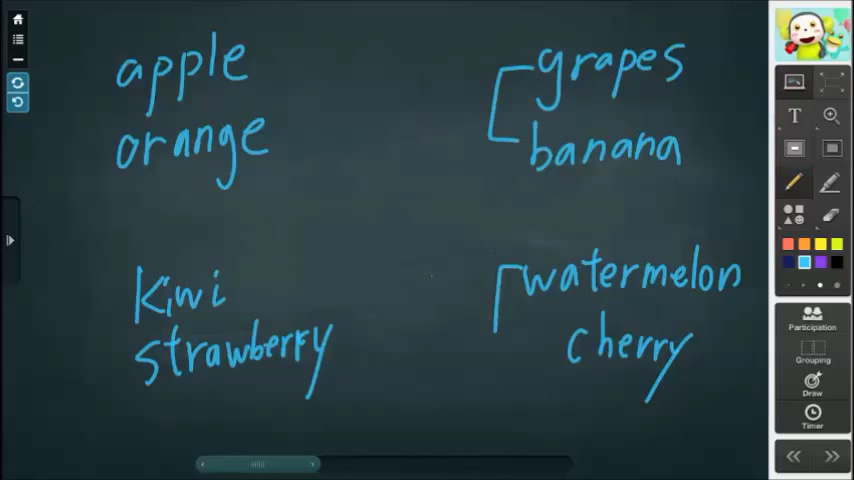 apple
orange
grapes
banana
kiwi
strawberry
watermelon
cherry
T
Participation
Grouping
Draw
Timer